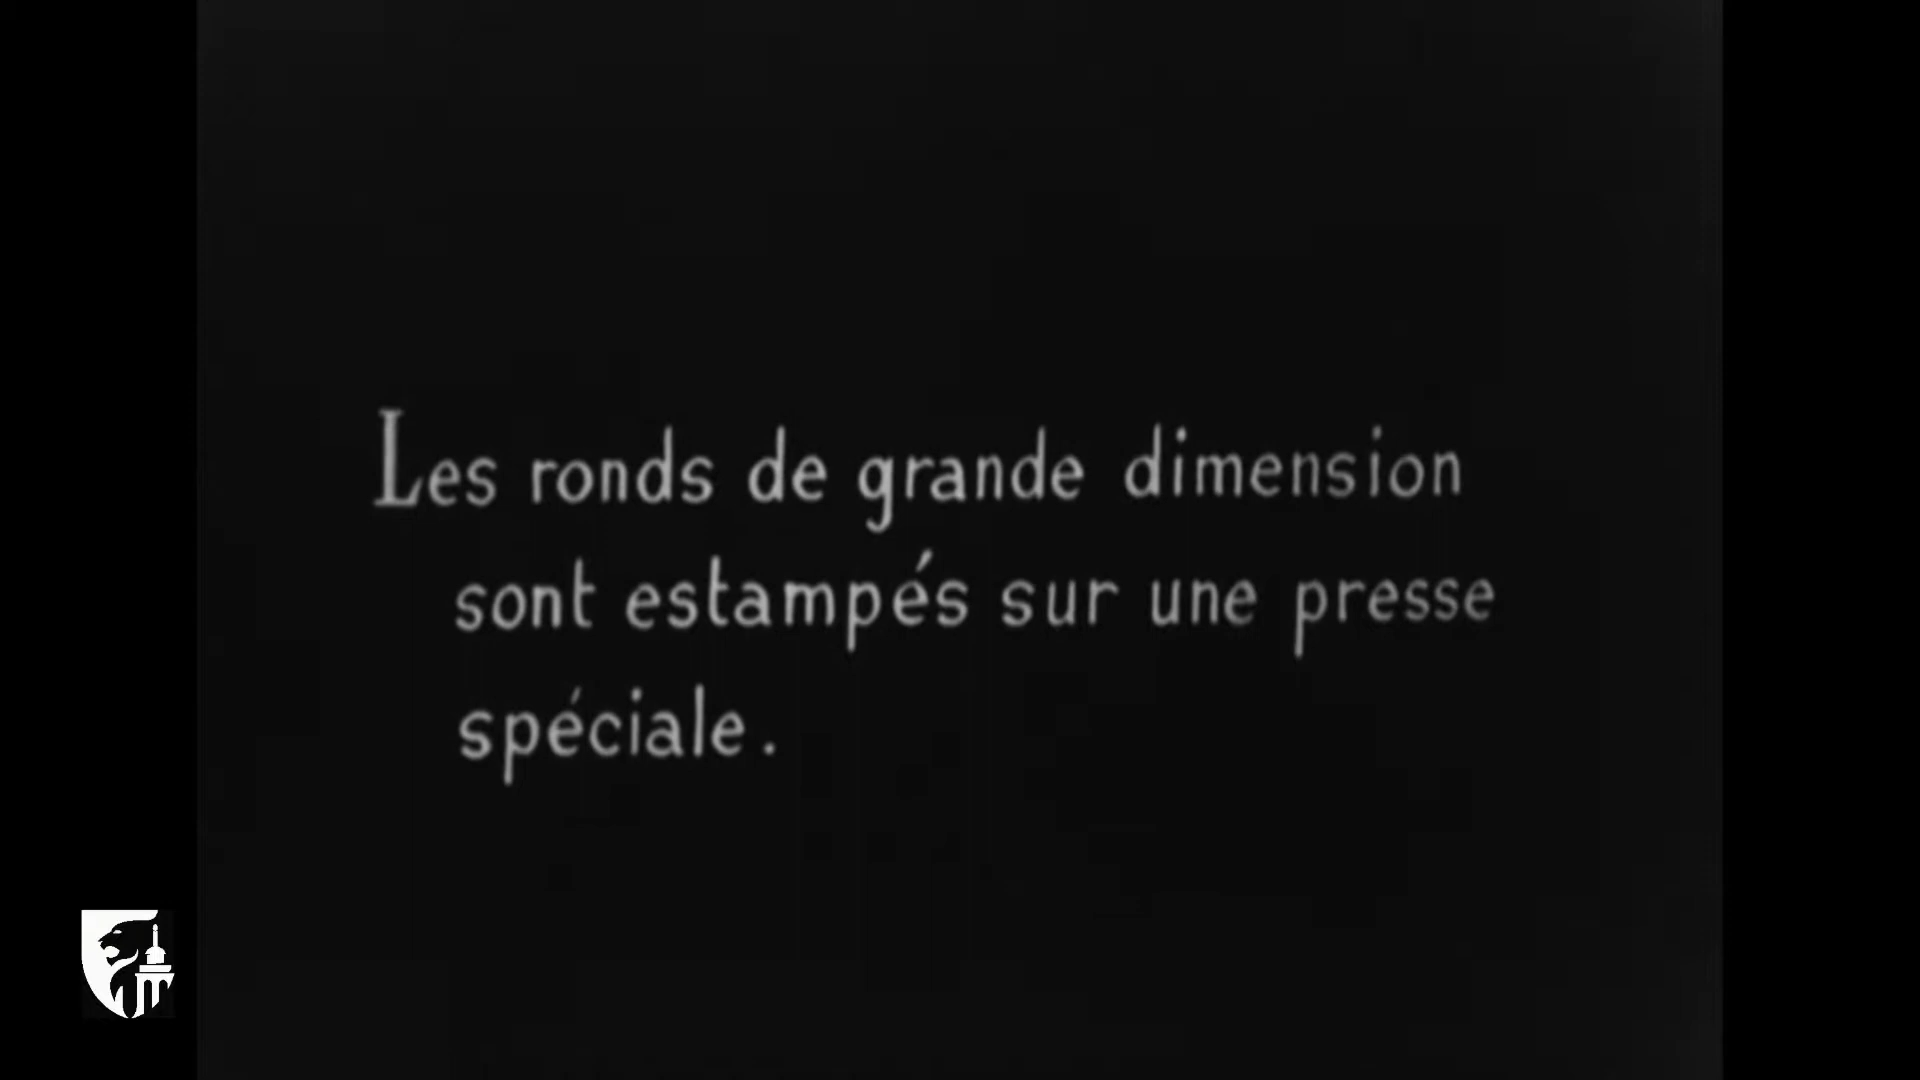 Les ronds de grande dimension
sont estampés sur une presse
spéciale.